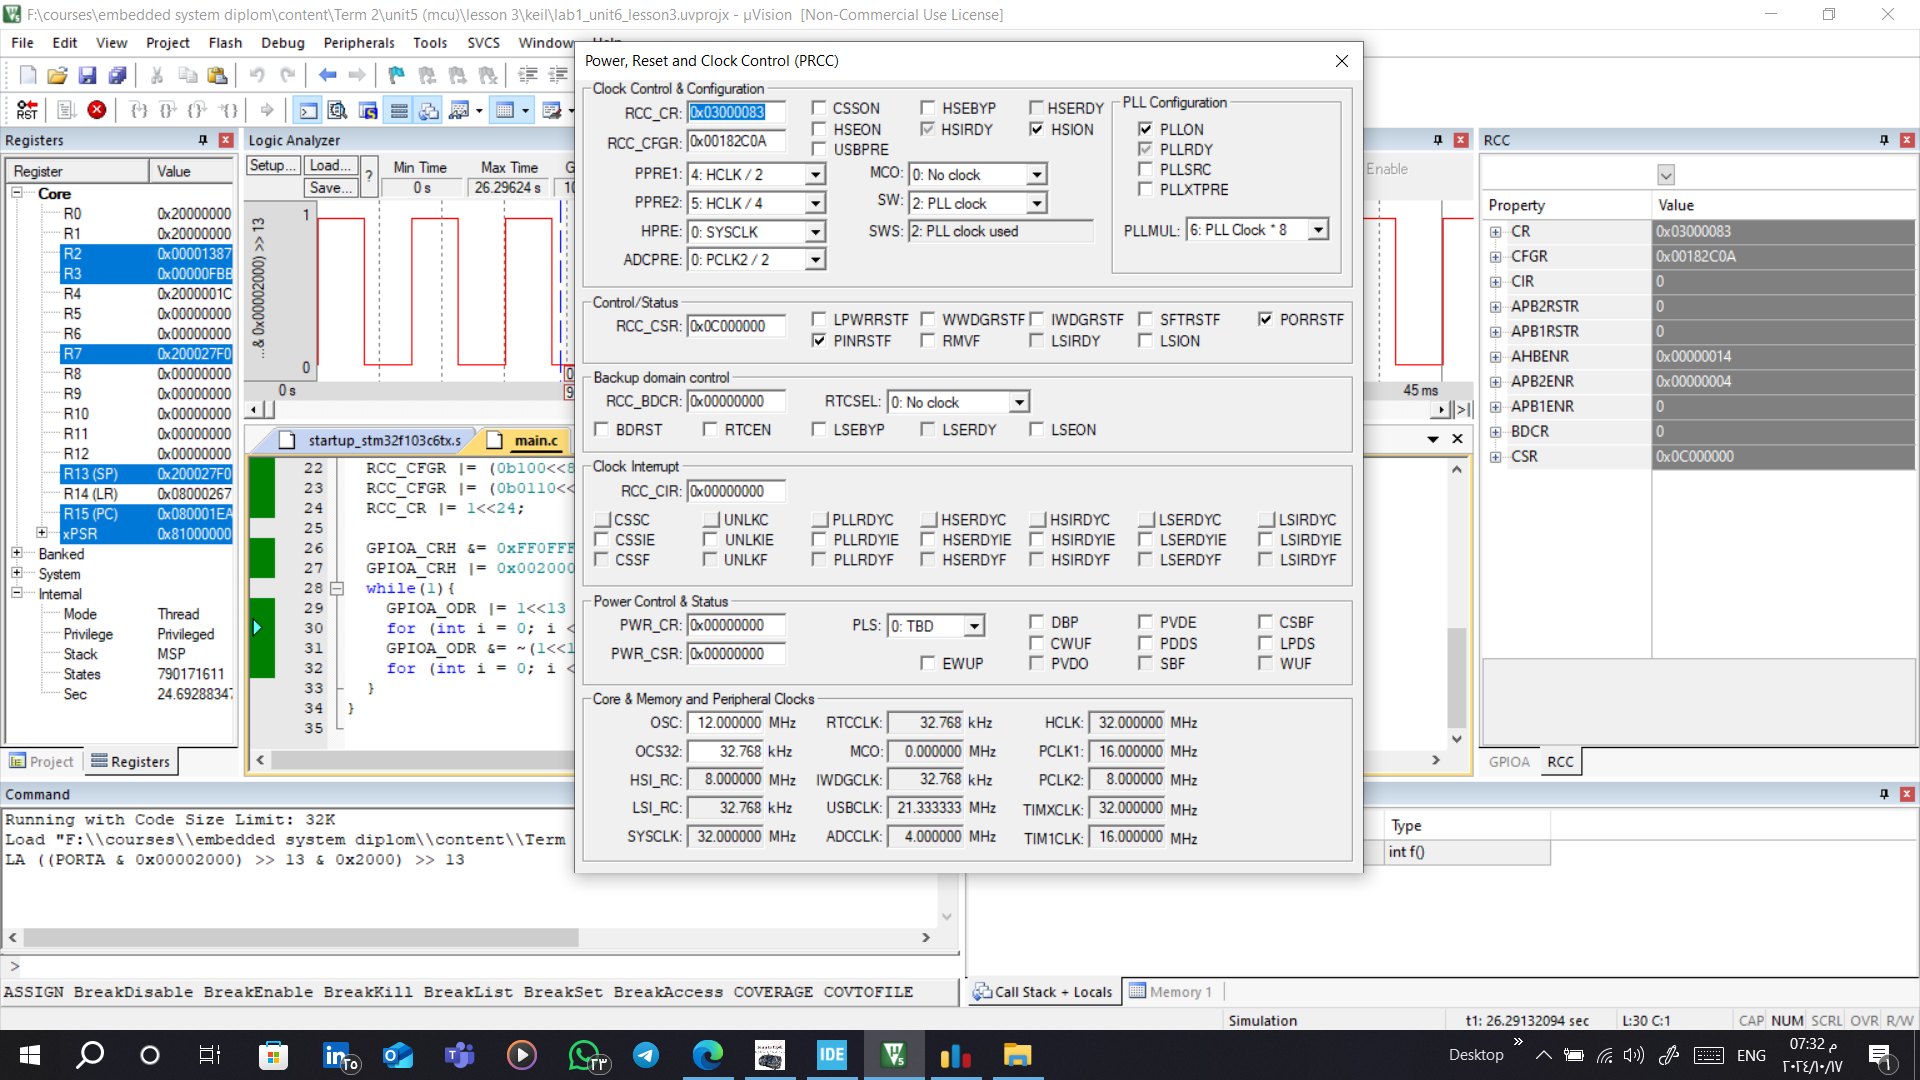 F:\courses\embedded system diplom\content\Term 2\unit5 (mcu)\lesson 3\keil\lab1_unit6_lesson3.uvprojx - µVision  [Non-Commercial Use License]
File Edit View Project Flash Debug Peripherals Tools SVCS Window Help
RST
Registers
Register Value
Core
R0 0x20000000
R1 0x20000000
R2 0x00001387
R3 0x00000FBB
R4 0x2000001C
R5 0x00000000
R6 0x00000000
R7 0x200027F0
R8 0x00000000
R9 0x00000000
R10 0x00000000
R11 0x00000000
R12 0x00000000
R13 (SP) 0x200027F0
R14 (LR) 0x08000267
R15 (PC) 0x080001EA
xPSR 0x81000000
Banked
System
Internal
Mode Thread
Privilege Privileged
Stack MSP
States 790171611
Sec 24.69288347
Project Registers
Logic Analyzer
Setup... Load... Save... ?
Min Time Max Time G
0 s 26.29624 s 10
...& 0x00002000) >> 13
1
0
0 s
45 ms
Enable
startup_stm32f103c6tx.s main.c
22 RCC_CFGR |= (0b100<<8
23 RCC_CFGR |= (0b0110<<
24 RCC_CR |= 1<<24;
25
26 GPIOA_CRH &= 0xFF0FFF
27 GPIOA_CRH |= 0x002000
28 while(1){
29 GPIOA_ODR |= 1<<13
30 for (int i = 0; i <
31 GPIOA_ODR &= ~(1<<1
32 for (int i = 0; i <
33 }
34 }
35
Power, Reset and Clock Control (PRCC)
Clock Control & Configuration
RCC_CR: 0x03000083 CSSON HSEBYP HSERDY
RCC_CFGR: 0x00182C0A HSEON HSIRDY HSION
USBPRE
PPRE1: 4: HCLK / 2 MCO: 0: No clock
PPRE2: 5: HCLK / 4 SW: 2: PLL clock
HPRE: 0: SYSCLK SWS: 2: PLL clock used
ADCPRE: 0: PCLK2 / 2
PLL Configuration
PLLON
PLLRDY
PLLSRC
PLLXTPRE
PLLMUL: 6: PLL Clock * 8
Control/Status
RCC_CSR: 0x0C000000 LPWRRSTF WWDGRSTF IWDGRSTF SFTRSTF PORRSTF
PINRSTF RMVF LSIRDY LSION
Backup domain control
RCC_BDCR: 0x00000000 RTCSEL: 0: No clock
BDRST RTCEN LSEBYP LSERDY LSEON
Clock Interrupt
RCC_CIR: 0x00000000
CSSC UNLKC PLLRDYC HSERDYC HSIRDYC LSERDYC LSIRDYC
CSSIE UNLKIE PLLRDYIE HSERDYIE HSIRDYIE LSERDYIE LSIRDYIE
CSSF UNLKF PLLRDYF HSERDYF HSIRDYF LSERDYF LSIRDYF
Power Control & Status
PWR_CR: 0x00000000 PLS: 0: TBD DBP PVDE CSBF
PWR_CSR: 0x00000000 CWUF PDDS LPDS
EWUP PVDO SBF WUF
Core & Memory and Peripheral Clocks
OSC: 12.000000 MHz RTCCLK: 32.768 kHz HCLK: 32.000000 MHz
OCS32: 32.768 kHz MCO: 0.000000 MHz PCLK1: 16.000000 MHz
HSI_RC: 8.000000 MHz IWDGCLK: 32.768 kHz PCLK2: 8.000000 MHz
LSI_RC: 32.768 kHz USBCLK: 21.333333 MHz TIMXCLK: 32.000000 MHz
SYSCLK: 32.000000 MHz ADCCLK: 4.000000 MHz TIM1CLK: 16.000000 MHz
RCC
Property Value
CR 0x03000083
CFGR 0x00182C0A
CIR 0
APB2RSTR 0
APB1RSTR 0
AHBENR 0x00000014
APB2ENR 0x00000004
APB1ENR 0
BDCR 0
CSR 0x0C000000
GPIOA RCC
Command
Running with Code Size Limit: 32K
Load "F:\\courses\\embedded system diplom\\content\\Term
LA ((PORTA & 0x00002000) >> 13 & 0x2000) >> 13
>
ASSIGN BreakDisable BreakEnable BreakKill BreakList BreakSet BreakAccess COVERAGE COVTOFILE
Type
int f()
Call Stack + Locals Memory 1
Simulation t1: 26.29132094 sec L:30 C:1 CAP NUM SCRL OVR R/W
IDE
Desktop » ENG
07:32 م
٢٠٢٤/١٠/١٧
٢٥
٢٣
1